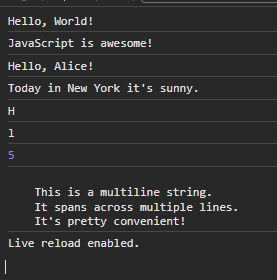 Hello, World!
JavaScript is awesome!
Hello, Alice!
Today in New York it's sunny.
H
l
5
This is a multiline string.
It spans across multiple lines.
It's pretty convenient!
Live reload enabled.